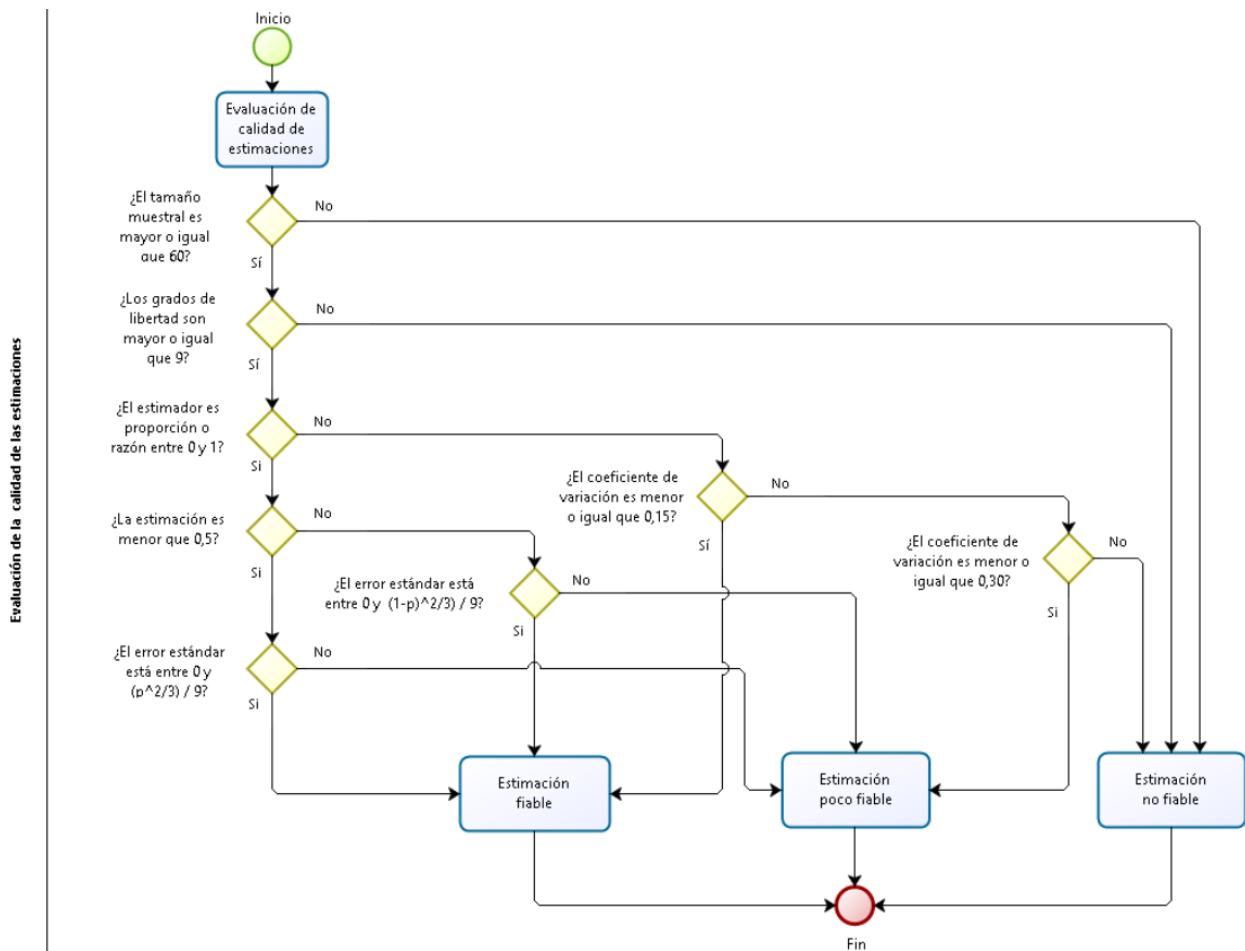 Evaluación de la calidad de las estimaciones
Inicio
Evaluación de
calidad de
estimaciones
¿El tamaño
muestral es
mayor o igual
que 60?
No
Sí
¿Los grados de
libertad son
mayor o igual
que 9?
No
Sí
¿El estimador es
proporción o
razón entre 0 y 1?
No
Si
¿El coeficiente de
variación es menor
o igual que 0,15?
No
Sí
¿La estimación es
menor que 0,5?
No
Si
¿El coeficiente de
variación es menor o
igual que 0,30?
No
Si
¿El error estándar está
entre 0 y (1-p)^2/3) / 9?
No
Si
¿El error estándar
está entre 0 y
(p^2/3) / 9?
No
Si
Estimación
fiable
Estimación
poco fiable
Estimación
no fiable
Fin